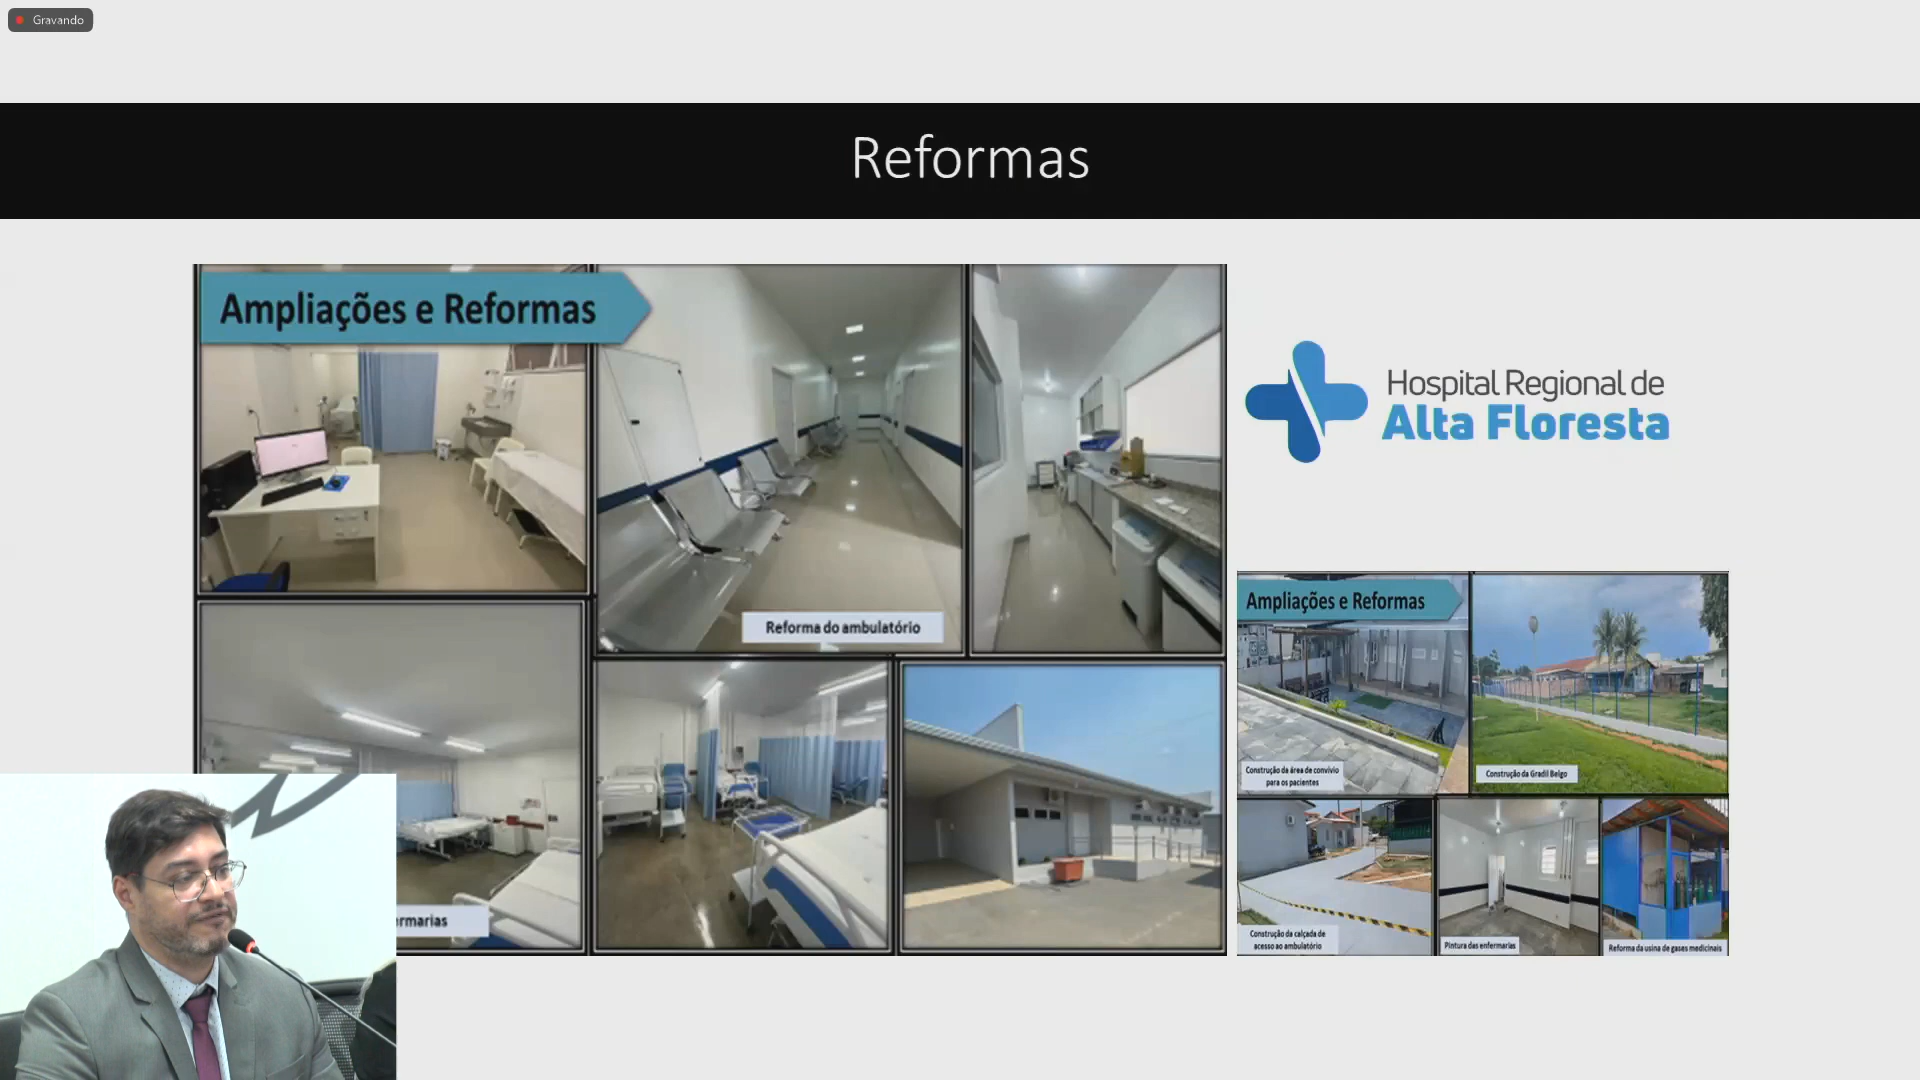 Gravando
Reformas
Ampliações e Reformas
Reforma do ambulatório
ermarias
Hospital Regional de
Alta Floresta
Ampliações e Reformas
Construção da área de convívio
para os pacientes
Construção da Gradil Belgo
Construção da calçada de
acesso ao ambulatório
Pintura das enfermarias
Reforma da usina de gases medicinais